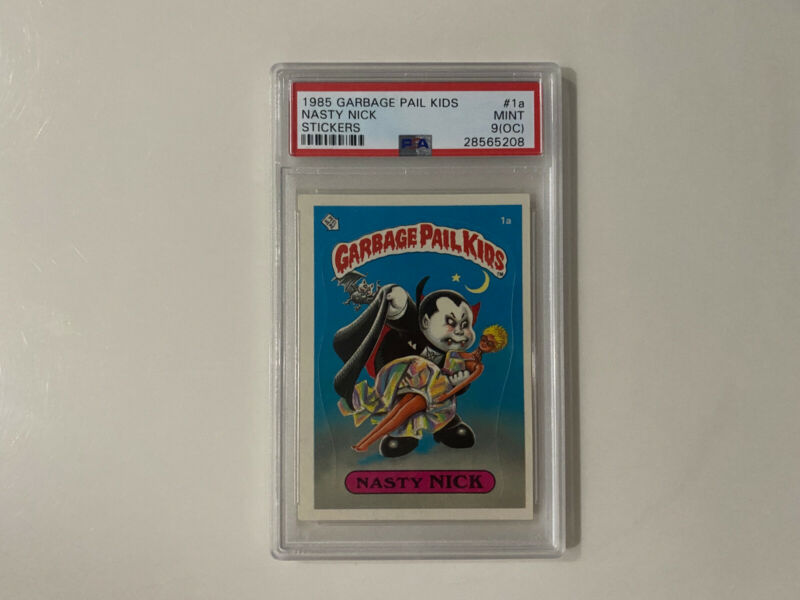 1985 GARBAGE PAIL KIDS #1a
NASTY NICK MINT
STICKERS 9(OC)
PSA 28565208
1a
GARBAGE PAIL KIDS
TM
NASTY NICK